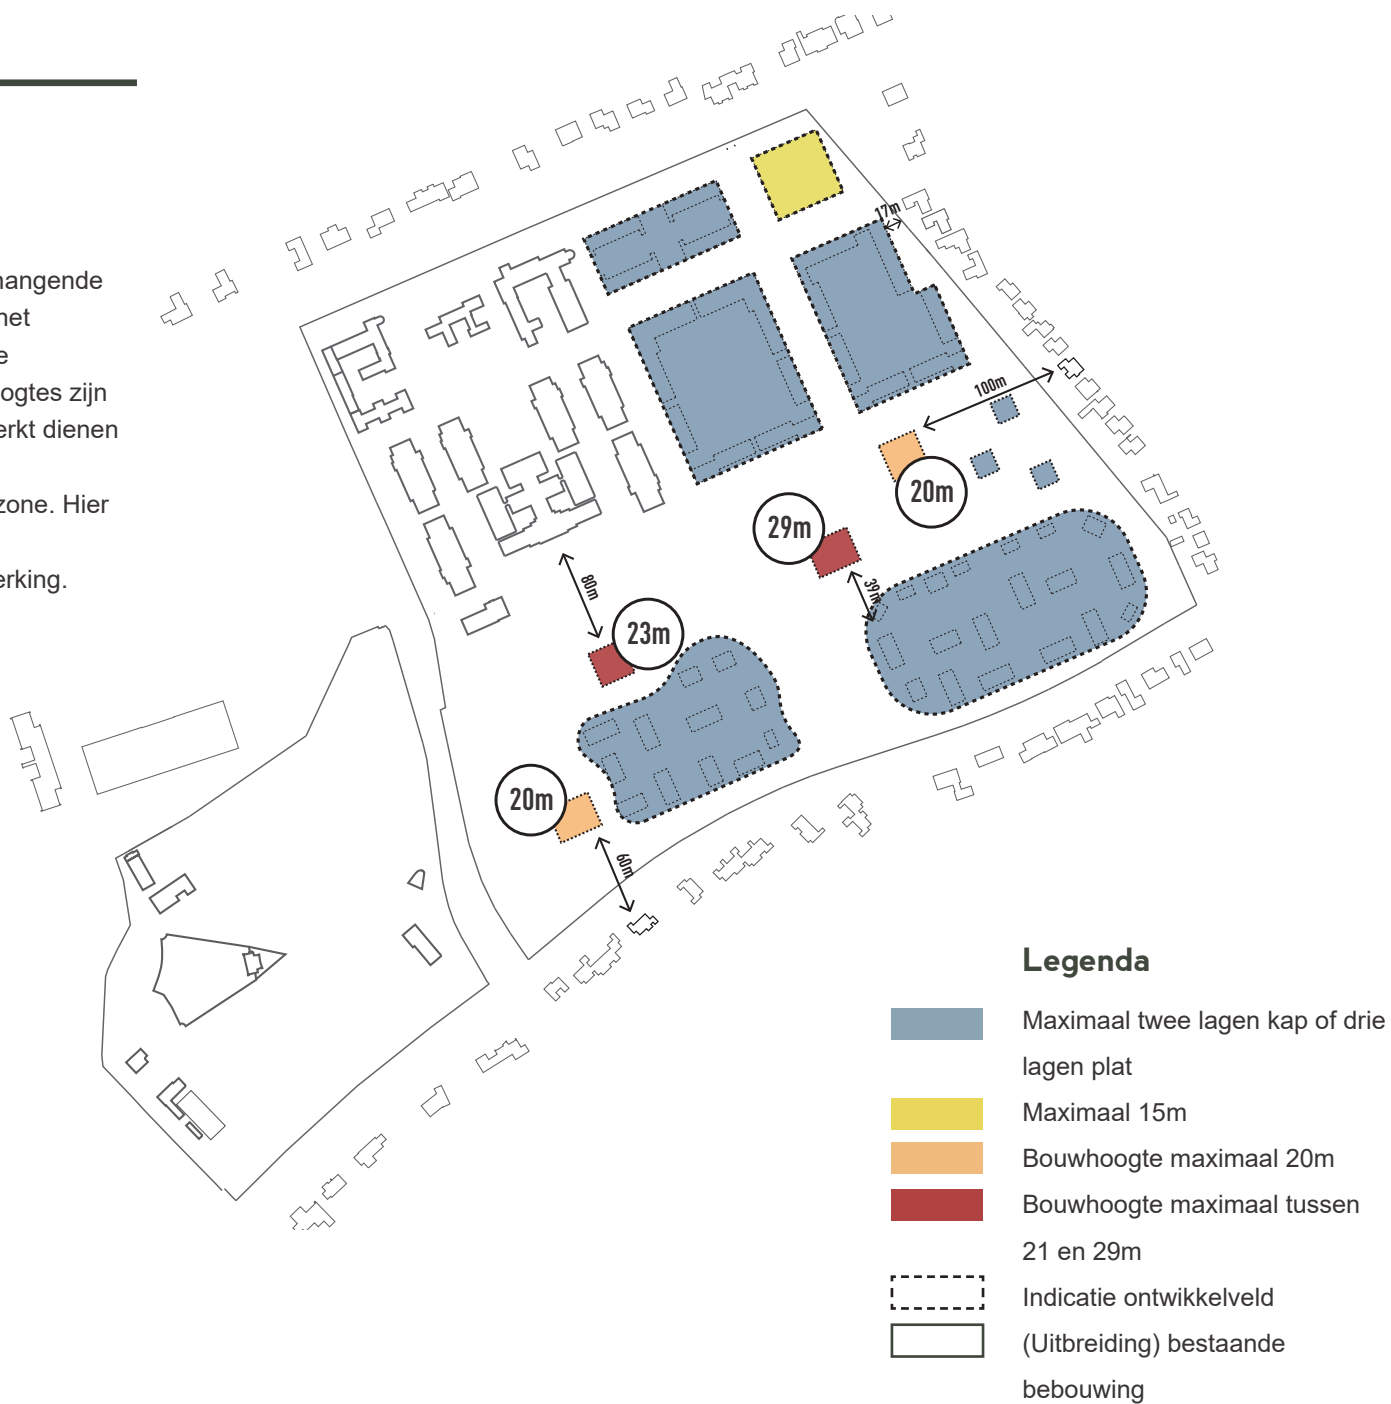 hangende
net
e
ogtes zijn
erkt dienen
zone. Hier
erking.
17m
100m
20m
29m
39m
80m
23m
20m
60m
Legenda
Maximaal twee lagen kap of drie
lagen plat
Maximaal 15m
Bouwhoogte maximaal 20m
Bouwhoogte maximaal tussen
21 en 29m
Indicatie ontwikkelveld
(Uitbreiding) bestaande
bebouwing